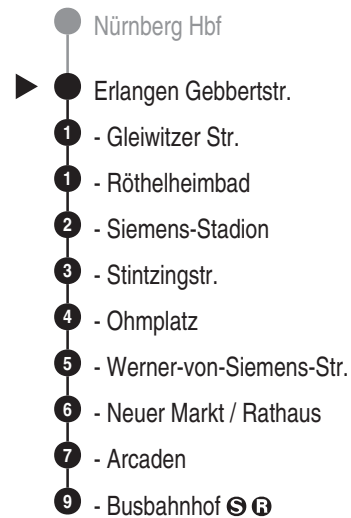 Nürnberg Hbf
Erlangen Gebbertstr.
1 - Gleiwitzer Str.
1 - Röthelheimbad
2 - Siemens-Stadion
3 - Stintzingstr.
4 - Ohmplatz
5 - Werner-von-Siemens-Str.
6 - Neuer Markt / Rathaus
7 - Arcaden
9 - Busbahnhof S R